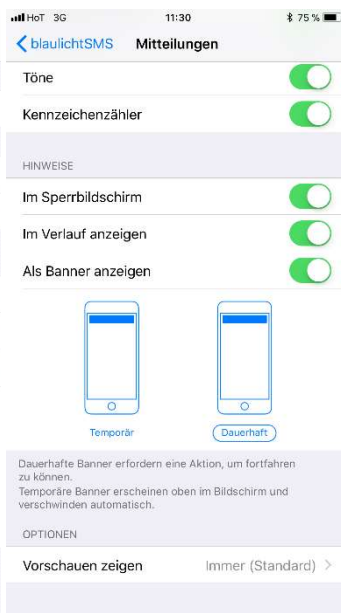 HoT 3G 11:30 75 %
blaulichtSMS Mitteilungen
Töne
Kennzeichenzähler
HINWEISE
Im Sperrbildschirm
Im Verlauf anzeigen
Als Banner anzeigen
Temporär Dauerhaft
Dauerhafte Banner erfordern eine Aktion, um fortfahren
zu können.
Temporäre Banner erscheinen oben im Bildschirm und
verschwinden automatisch.
OPTIONEN
Vorschauen zeigen Immer (Standard)